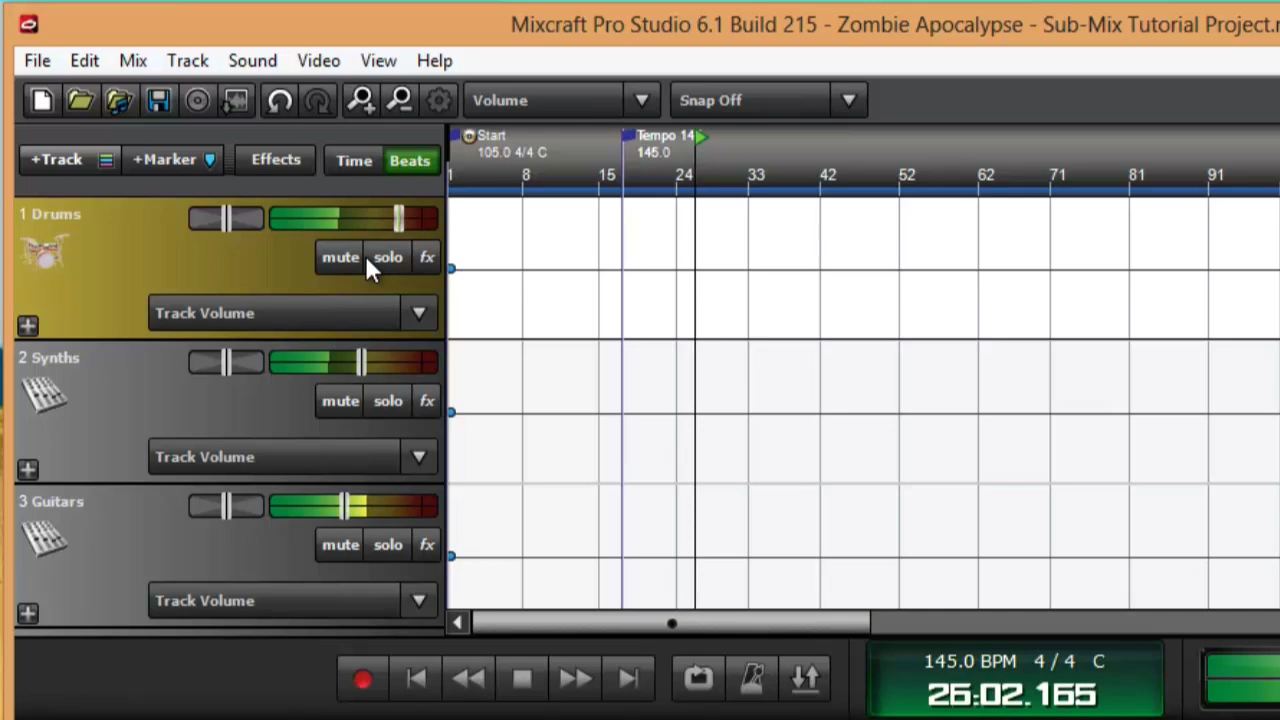 Mixcraft Pro Studio 6.1 Build 215 - Zombie Apocalypse - Sub-Mix Tutorial Project.
File Edit Mix Track Sound Video View Help
Volume Snap Off
+Track +Marker Effects Time Beats
Start Tempo 14
105.0 4/4 C 145.0
1 8 15 24 33 42 52 62 71 81 91
1 Drums
mute solo fx
Track Volume
2 Synths
mute solo fx
Track Volume
3 Guitars
mute solo fx
Track Volume
145.0 BPM 4 / 4 C
26:02.165